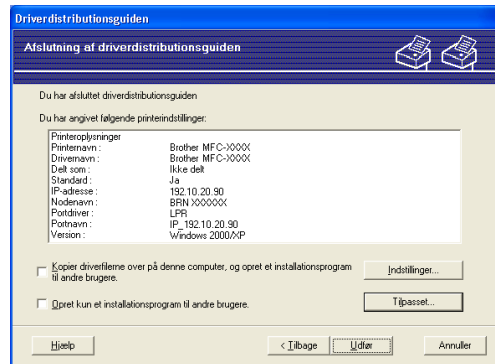 Driverdistributionsguiden
Afslutning af driverdistributionsguiden
Du har afsluttet driverdistributionsguiden
Du har angivet følgende printerindstillinger:
Printeroplysninger
Printernavn : Brother MFC-XXXX
Drivernavn : Brother MFC-XXXX
Delt som : Ikke delt
Standard : Ja
IP-adresse : 192.10.20.90
Nodenavn : BRN XXXXXX
Portdriver : LPR
Portnavn : IP_192.10.20.90
Version : Windows 2000/XP
Kopier driverfilerne over på denne computer, og opret et installationsprogram
til andre brugere.
Indstillinger...
Opret kun et installationsprogram til andre brugere.
Tilpasset...
Hjælp
< Tilbage
Udfør
Annuller